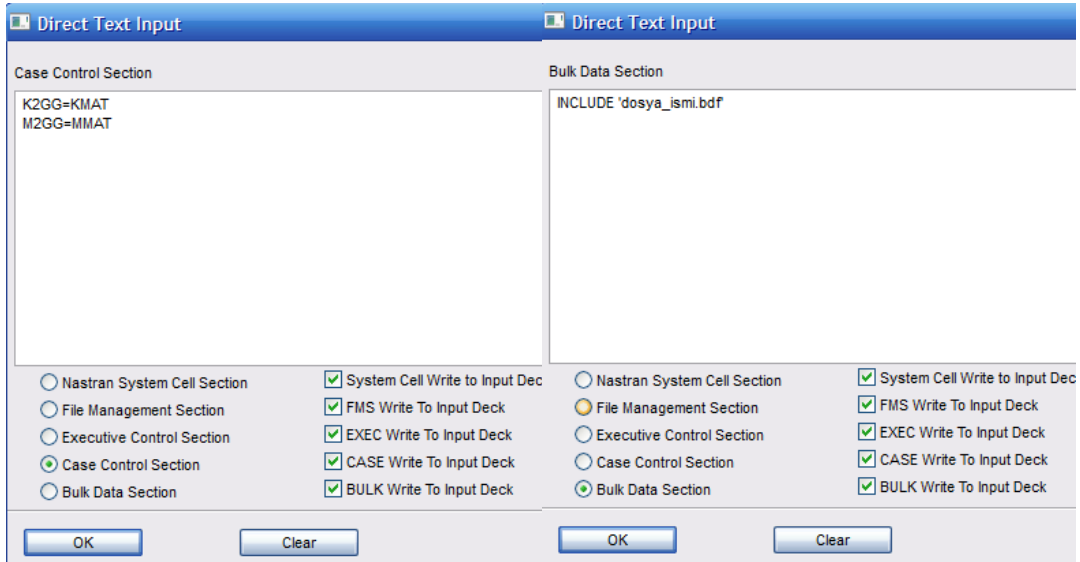 Direct Text Input
Case Control Section
K2GG=KMAT
M2GG=MMAT
Nastran System Cell Section
System Cell Write to Input Dec
File Management Section
FMS Write To Input Deck
Executive Control Section
EXEC Write To Input Deck
Case Control Section
CASE Write To Input Deck
Bulk Data Section
BULK Write To Input Deck
OK
Clear
Direct Text Input
Bulk Data Section
INCLUDE 'dosya_ismi.bdf'
Nastran System Cell Section
System Cell Write to Input Dec
File Management Section
FMS Write To Input Deck
Executive Control Section
EXEC Write To Input Deck
Case Control Section
CASE Write To Input Deck
Bulk Data Section
BULK Write To Input Deck
OK
Clear